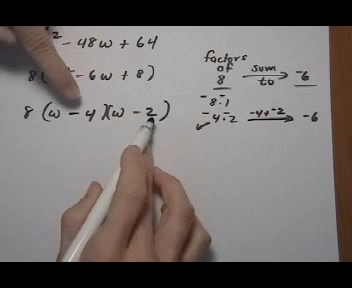 ² - 48w + 64
8( - 6w + 8)
8 (w - 4)(w - 2)
factors
of
8 sum to → -6
-8·-1
-4·-2 -4+-2 → -6